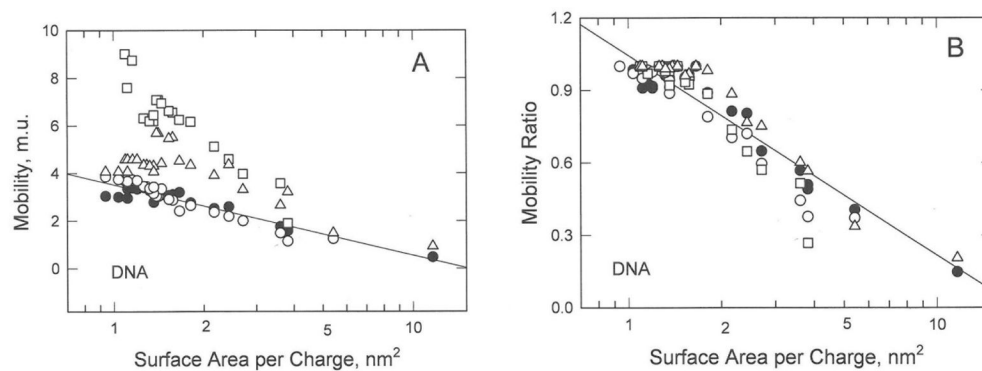 10
8
6
4
2
0
Mobility, m.u.
A
DNA
1
2
5
10
Surface Area per Charge, nm²
1.2
0.9
0.6
0.3
0.0
Mobility Ratio
B
DNA
1
2
5
10
Surface Area per Charge, nm²